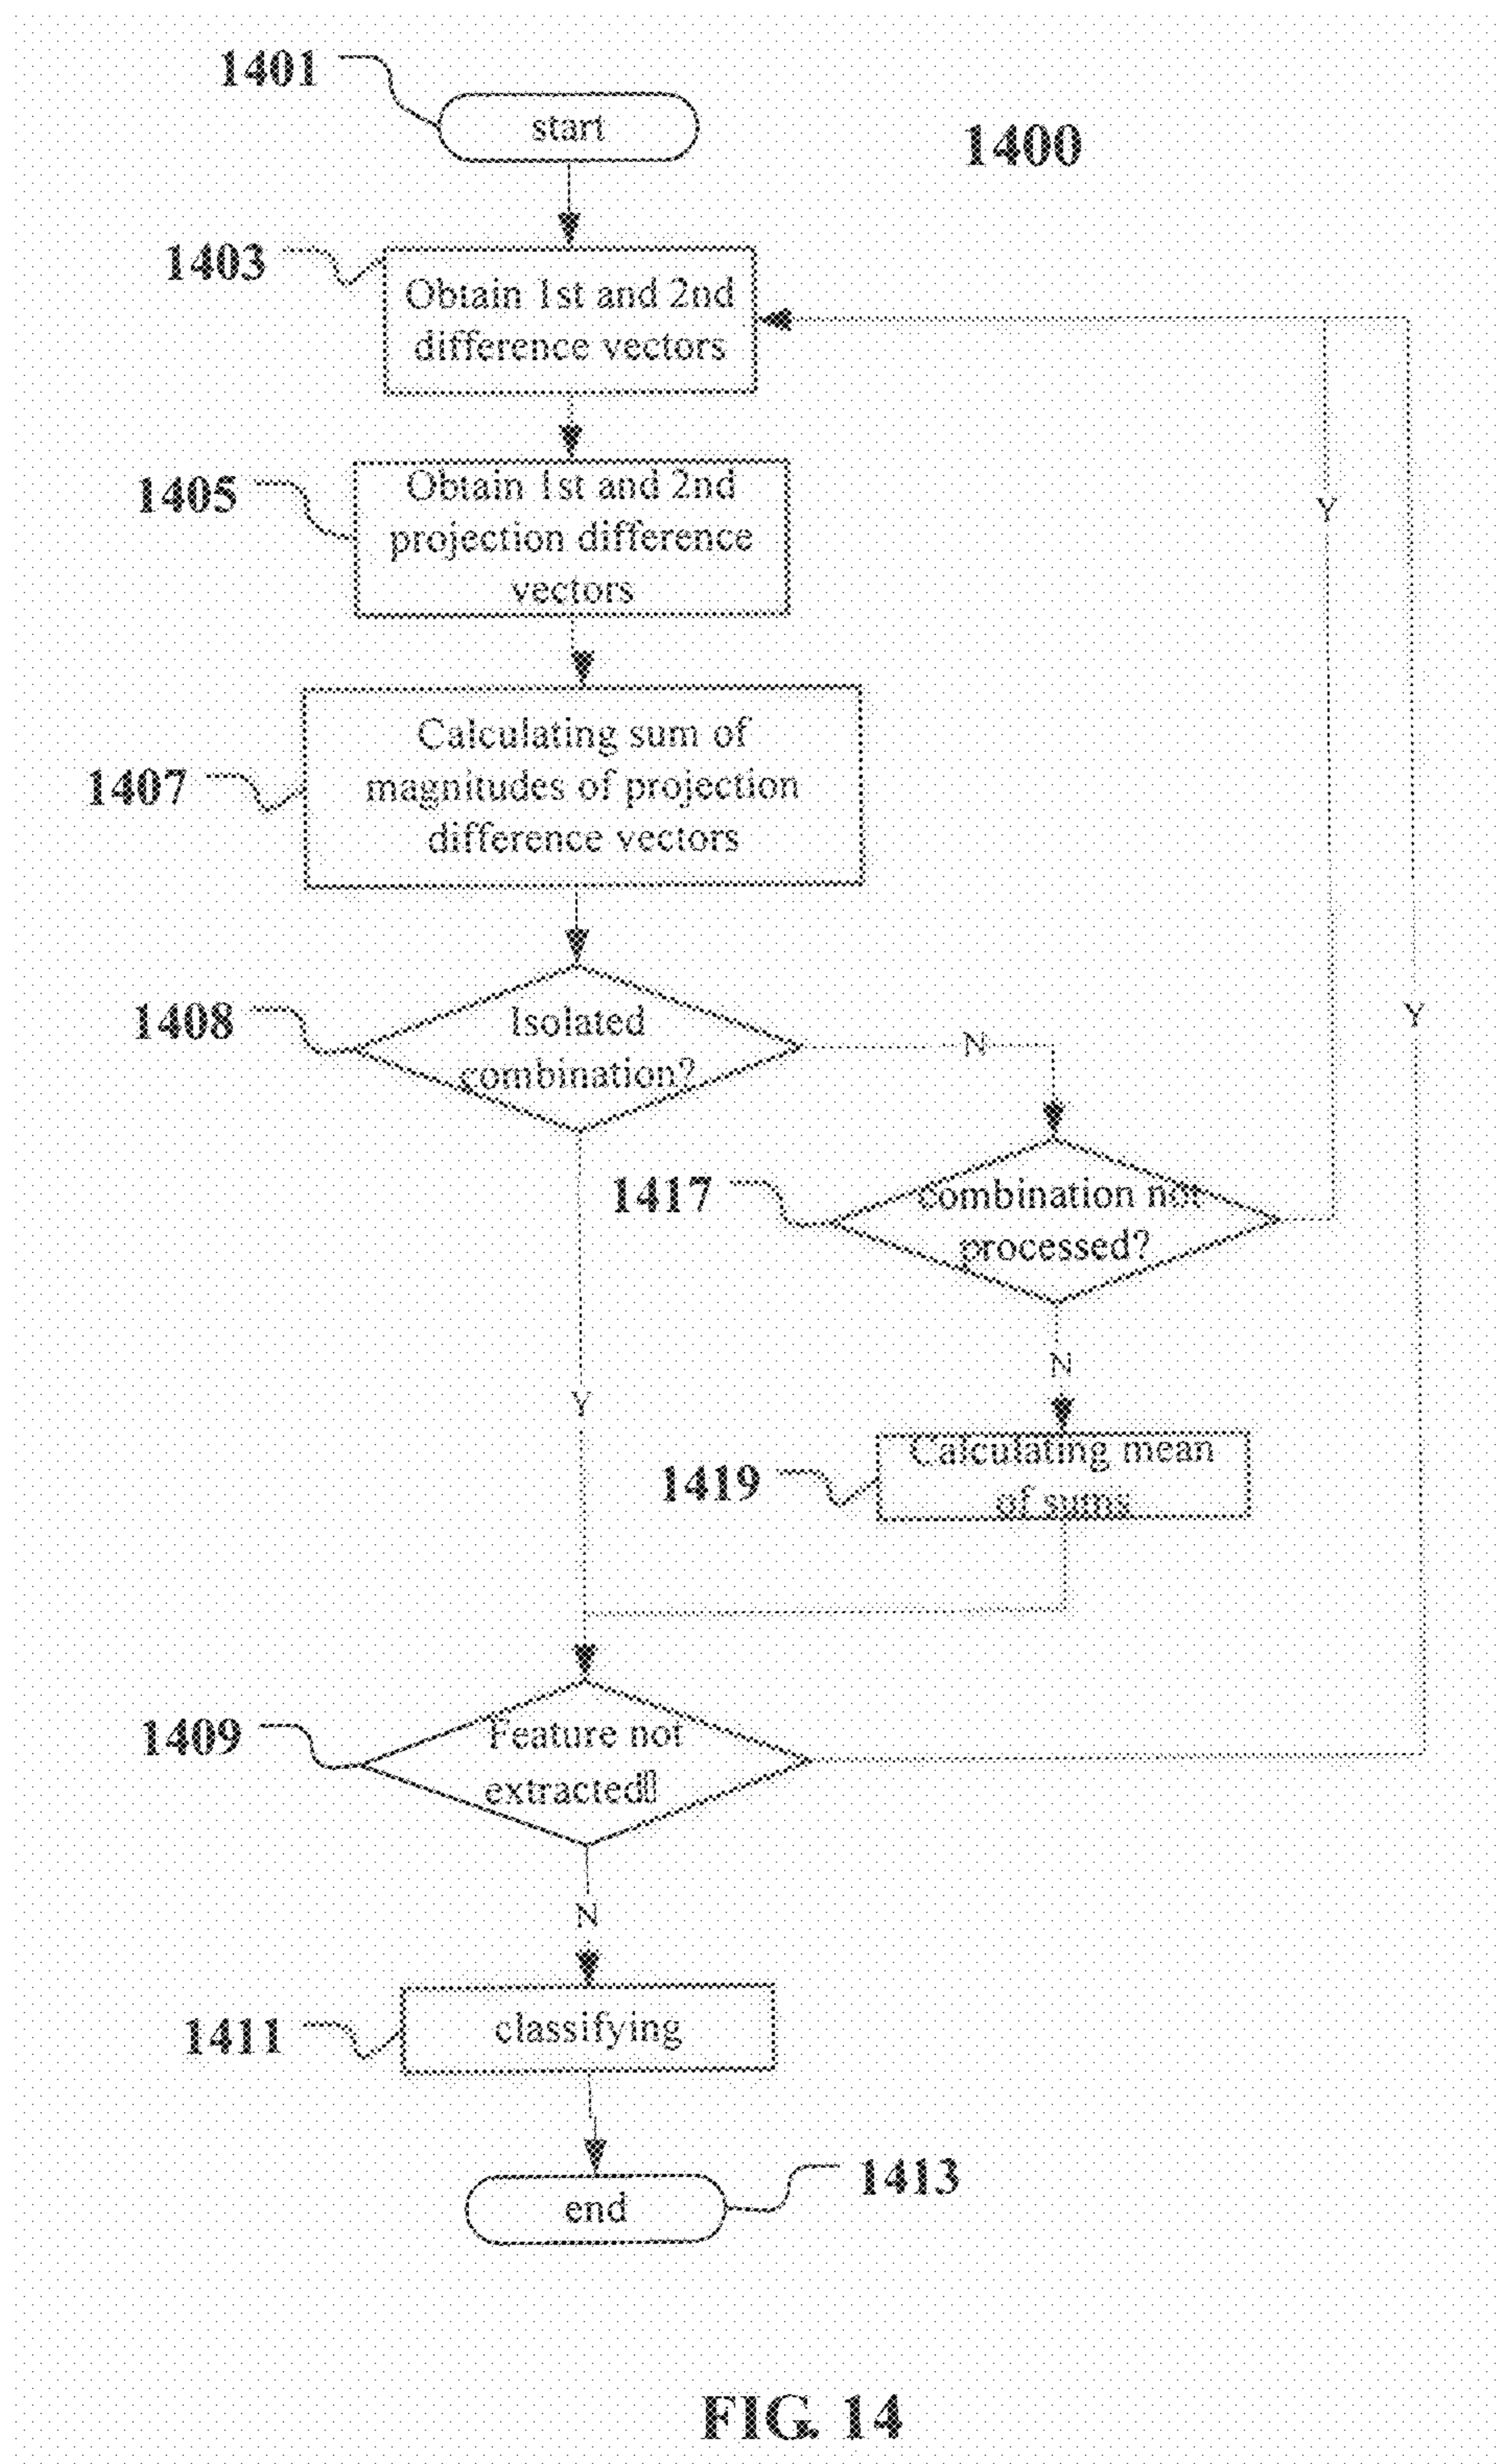 1401
start
1400
1403
Obtain 1st and 2nd
difference vectors
1405
Obtain 1st and 2nd
projection difference
vectors
Y
1407
Calculating sum of
magnitudes of projection
difference vectors
1408
Isolated
combination?
N
Y
1417
combination not
processed?
N
Y
1419
Calculating mean
of sums
1409
Feature not
extracted
N
1411
classifying
1413
end
FIG. 14